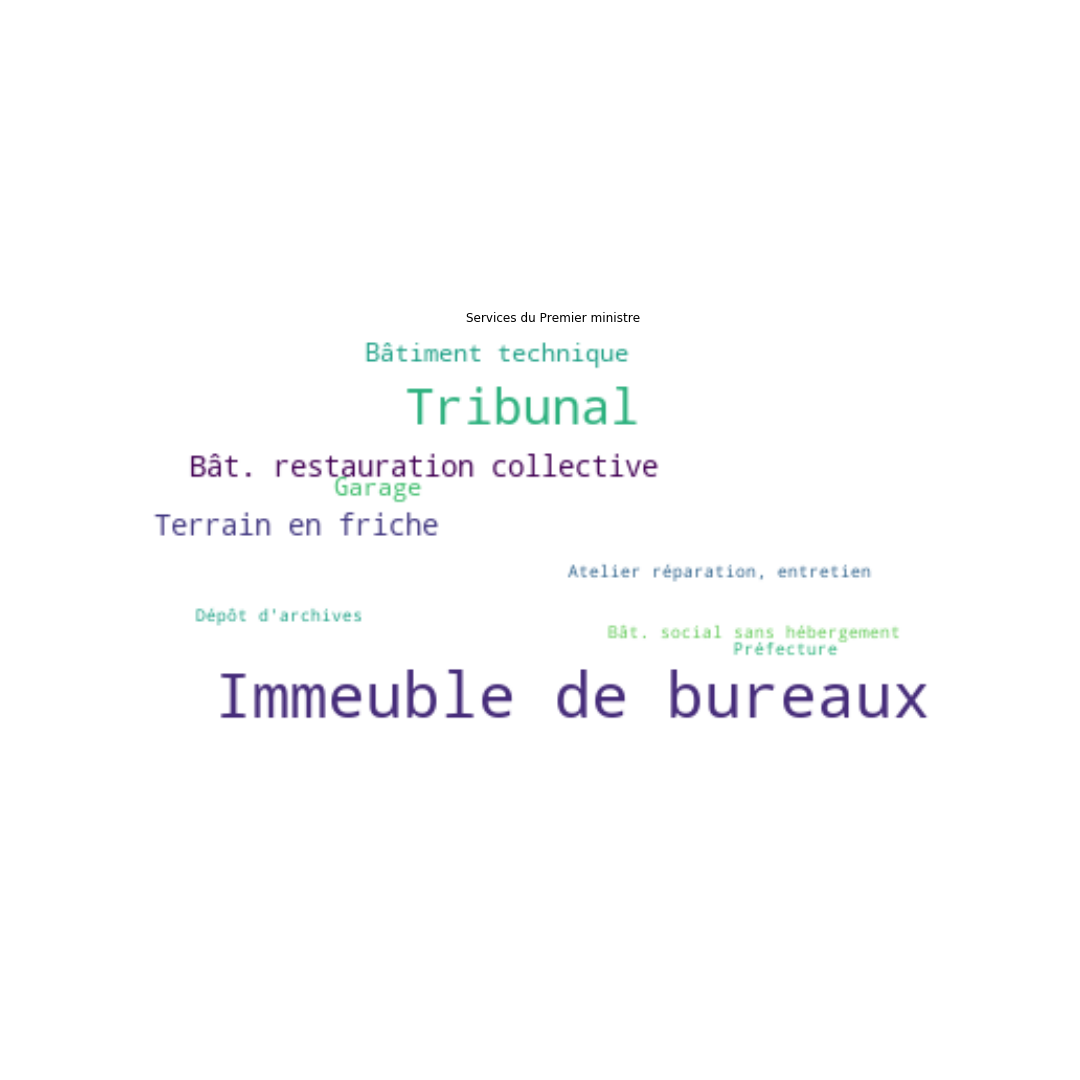 Services du Premier ministre
Bâtiment technique
Tribunal
Bât. restauration collective
Garage
Terrain en friche
Atelier réparation, entretien
Dépôt d'archives
Bât. social sans hébergement
Préfecture
Immeuble de bureaux